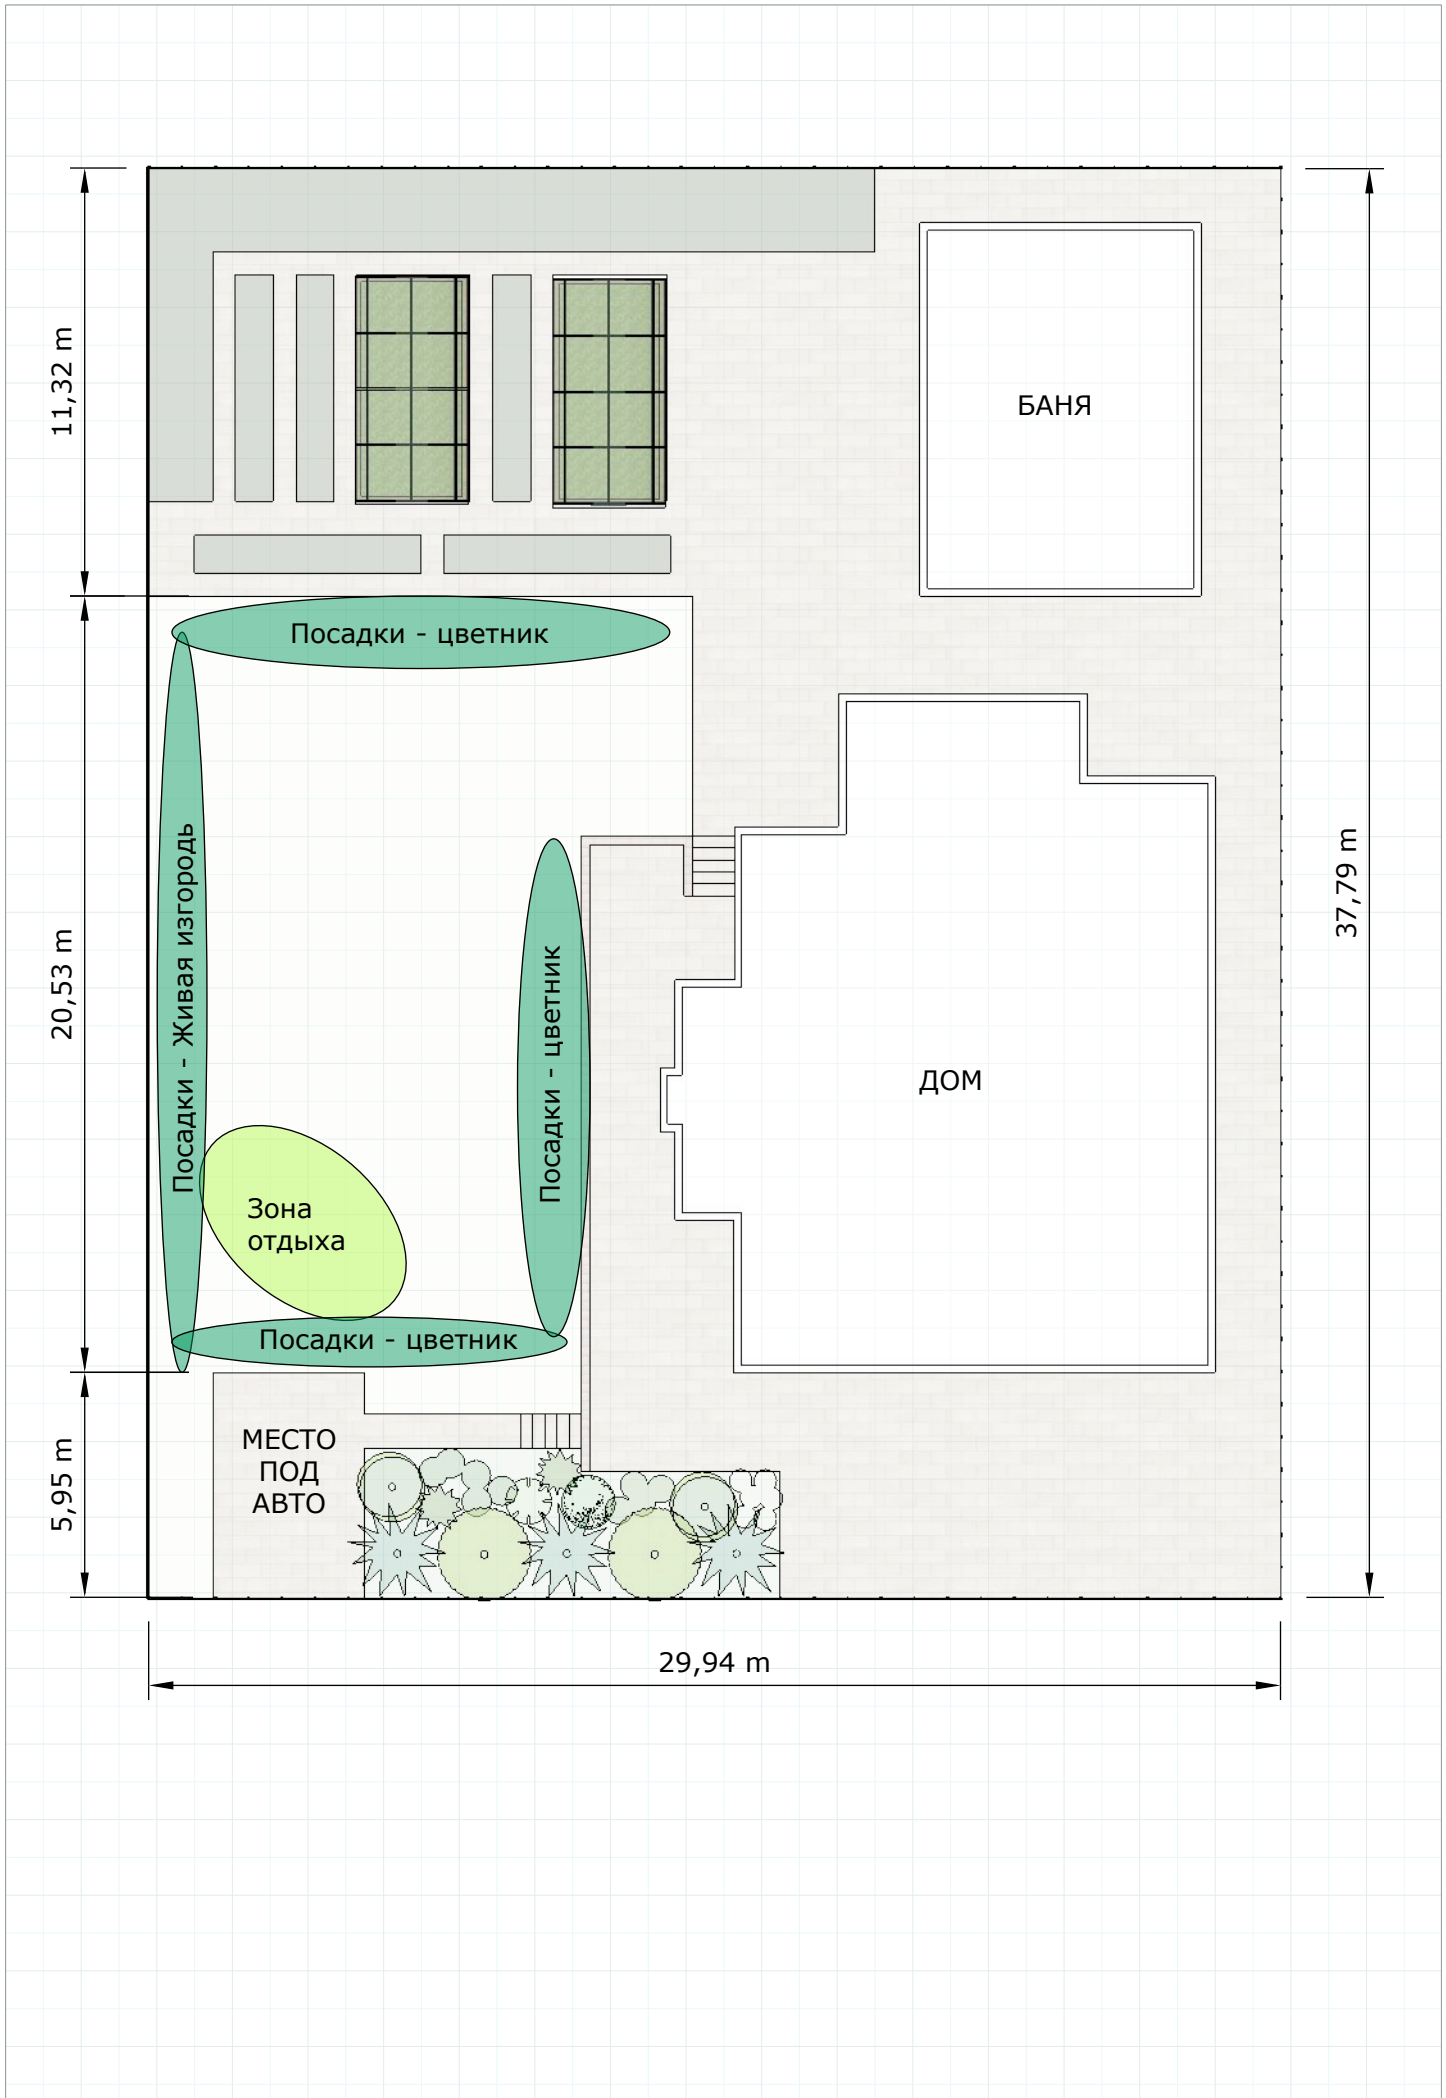 11,32 m
БАНЯ
Посадки - цветник
Посадки - Живая изгородь
20,53 m
Посадки - цветник
37,79 m
ДОМ
Зона
отдыха
Посадки - цветник
МЕСТО
ПОД
АВТО
5,95 m
29,94 m